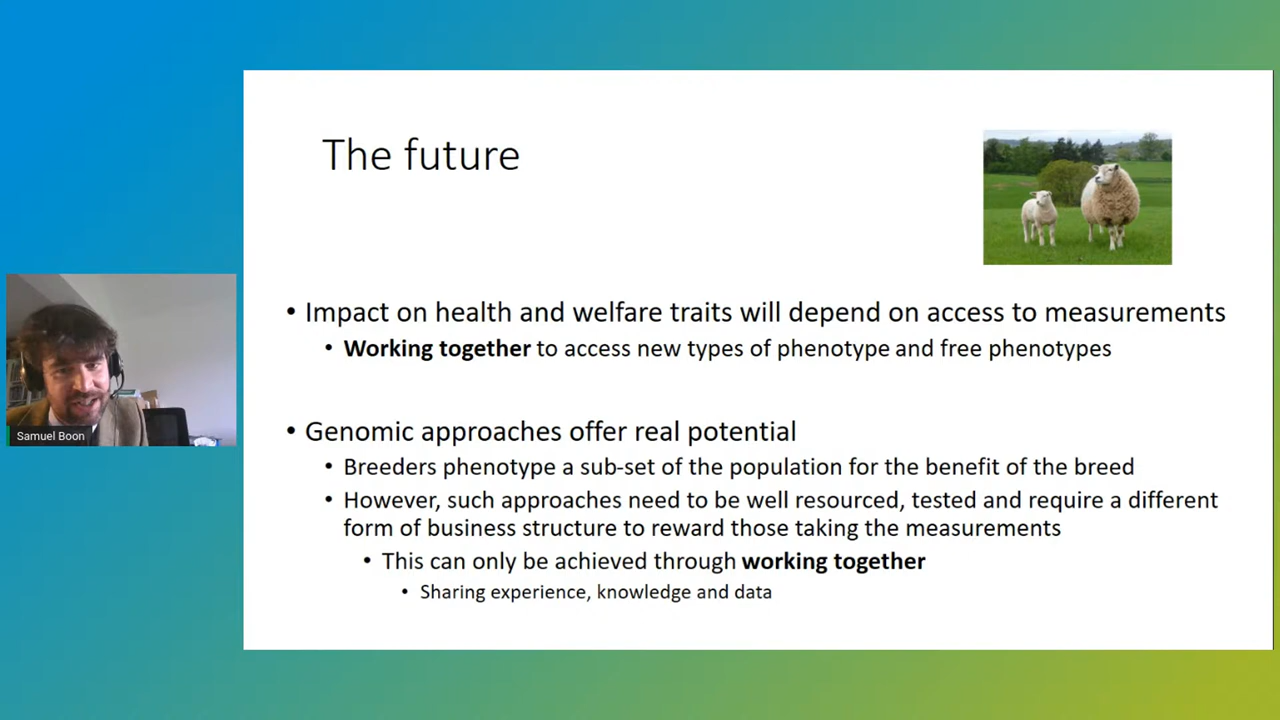 The future
• Impact on health and welfare traits will depend on access to measurements
• Working together to access new types of phenotype and free phenotypes
Samuel Boon
• Genomic approaches offer real potential
• Breeders phenotype a sub-set of the population for the benefit of the breed
• However, such approaches need to be well resourced, tested and require a different
form of business structure to reward those taking the measurements
• This can only be achieved through working together
• Sharing experience, knowledge and data